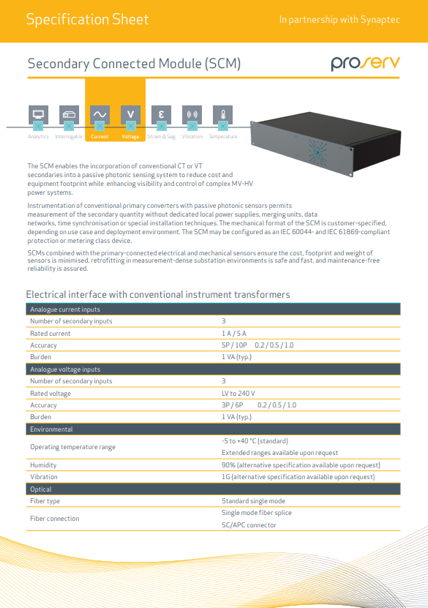 Specification Sheet
In partnership with Synaptec
Secondary Connected Module (SCM)
proserv
Analytics Interrogator Current Voltage Strain & Sag Vibration Temperature
The SCM enables the incorporation of conventional CT or VT
secondaries into a passive photonic sensing system to reduce cost and
equipment footprint while enhancing visibility and control of complex MV-HV
power systems.
Instrumentation of conventional primary converters with passive photonic sensors permits
measurement of the secondary quantity without dedicated local power supplies, merging units, data
networks, time synchronisation or special installation techniques. The mechanical format of the SCM is customer-specified,
depending on use case and deployment environment. The SCM may be configured as an IEC 60044- and IEC 61869-compliant
protection or metering class device.
SCMs combined with the primary-connected electrical and mechanical sensors ensure the cost, footprint and weight of
sensors is minimised, retrofitting in measurement-dense substation environments is safe and fast, and maintenance-free
reliability is assured.
Electrical interface with conventional instrument transformers
Analogue current inputs
Number of secondary inputs 3
Rated current 1 A / 5 A
Accuracy 5P / 10P 0.2 / 0.5 / 1.0
Burden 1 VA (typ.)
Analogue voltage inputs
Number of secondary inputs 3
Rated voltage LV to 240 V
Accuracy 3P / 6P 0.2 / 0.5 / 1.0
Burden 1 VA (typ.)
Environmental
Operating temperature range -5 to +40 °C (standard)
Extended ranges available upon request
Humidity 90% (alternative specification available upon request)
Vibration 1G (alternative specification available upon request)
Optical
Fiber type Standard single mode
Fiber connection Single mode fiber splice
SC/APC connector